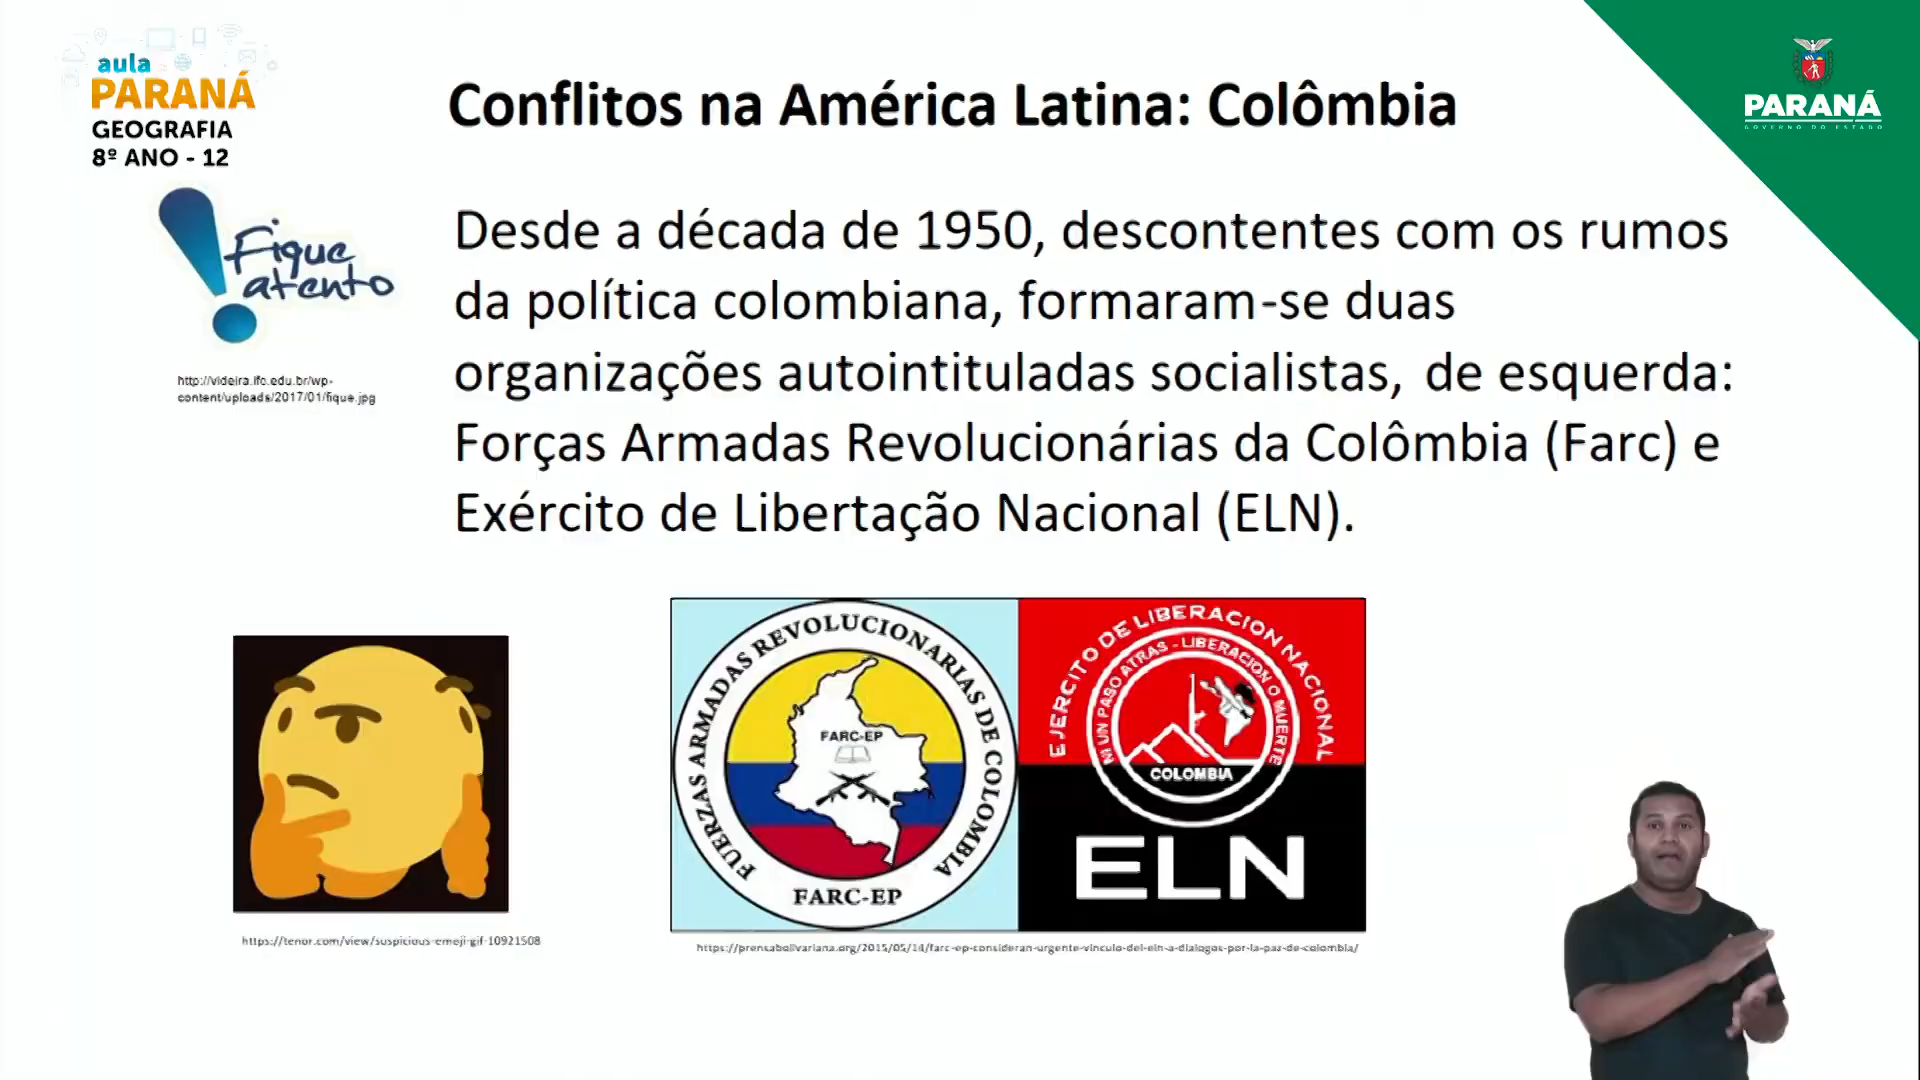 aula
PARANÁ
GEOGRAFIA
8º ANO - 12
PARANÁ
GOVERNO DO ESTADO
Conflitos na América Latina: Colômbia
Fique
atento
http://videira.ifc.edu.br/wp-
content/uploads/2017/01/fique.jpg
Desde a década de 1950, descontentes com os rumos
da política colombiana, formaram-se duas
organizações autointituladas socialistas, de esquerda:
Forças Armadas Revolucionárias da Colômbia (Farc) e
Exército de Libertação Nacional (ELN).
FUERZAS ARMADAS REVOLUCIONARIAS DE COLOMBIA
FARC-EP
FARC-EP
EJERCITO DE LIBERACION NACIONAL
NI UN PASO ATRAS - LIBERACION O MUERTE
COLOMBIA
ELN
https://tenor.com/view/suspicious-emoji-gif-10921508
https://prensabolivariana.org/2015/05/14/farc-ep-consideran-urgente-vinculo-del-eln-a-dialogos-por-la-paz-de-colombia/